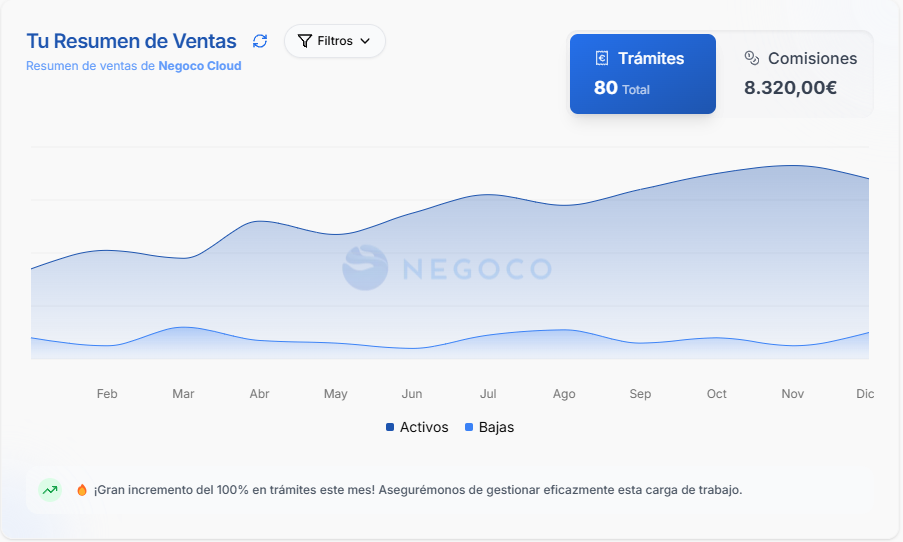 Tu Resumen de Ventas
Filtros
Resumen de ventas de Negoco Cloud
Trámites
80 Total
Comisiones
8.320,00€
NEGOCO
Feb Mar Abr May Jun Jul Ago Sep Oct Nov Dic
Activos Bajas
🔥 ¡Gran incremento del 100% en trámites este mes! Asegurémonos de gestionar eficazmente esta carga de trabajo.